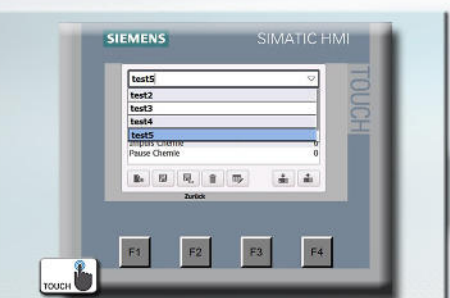 SIEMENS
SIMATIC HMI
TOUCH
test5
test2
test3
test4
test5
Impuls Chemie 0
Pause Chemie 0
Zurück
F1
F2
F3
F4
TOUCH